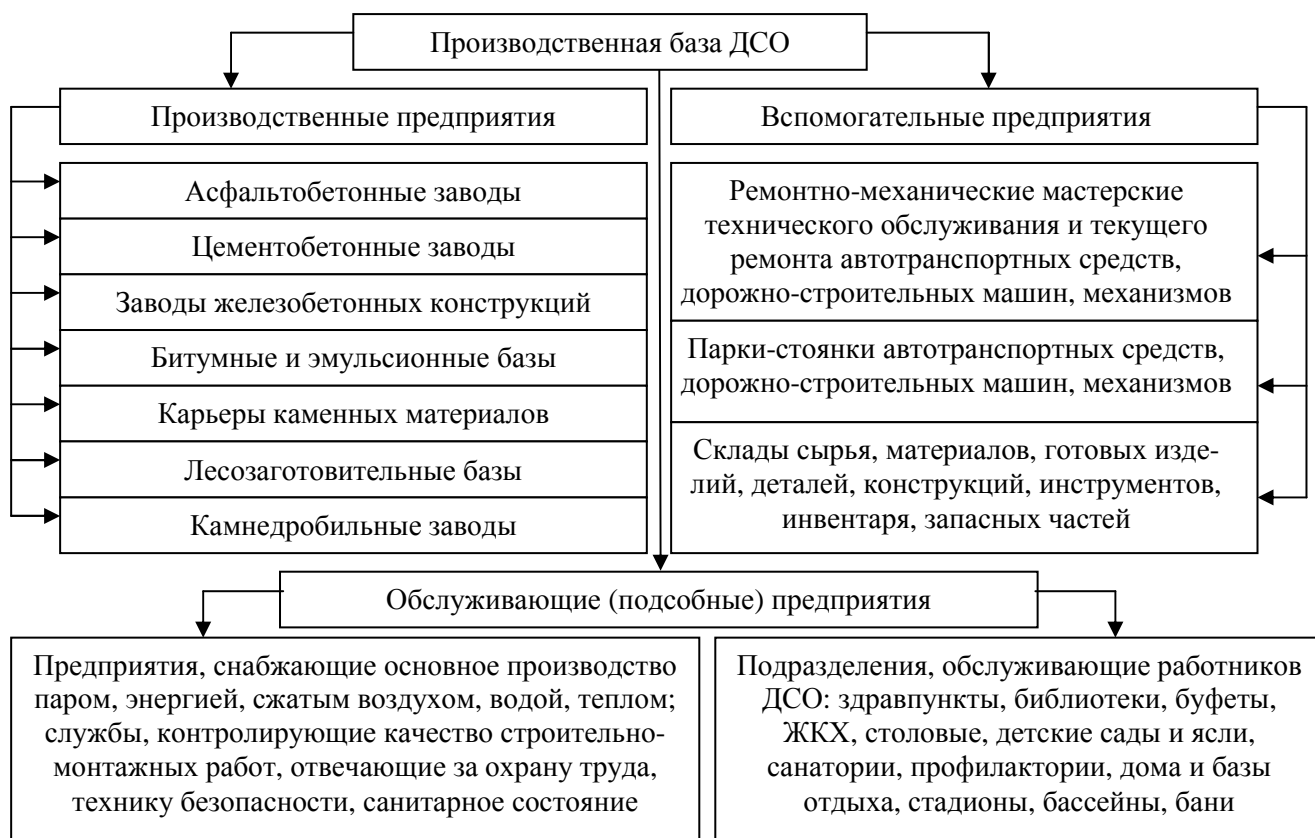 Производственная база ДСО
Производственные предприятия
Асфальтобетонные заводы
Цементобетонные заводы
Заводы железобетонных конструкций
Битумные и эмульсионные базы
Карьеры каменных материалов
Лесозаготовительные базы
Камнедробильные заводы
Вспомогательные предприятия
Ремонтно-механические мастерские
технического обслуживания и текущего
ремонта автотранспортных средств,
дорожно-строительных машин, механизмов
Парки-стоянки автотранспортных средств,
дорожно-строительных машин, механизмов
Склады сырья, материалов, готовых изде-
лий, деталей, конструкций, инструментов,
инвентаря, запасных частей
Обслуживающие (подсобные) предприятия
Предприятия, снабжающие основное производство
паром, энергией, сжатым воздухом, водой, теплом;
службы, контролирующие качество строительно-
монтажных работ, отвечающие за охрану труда,
технику безопасности, санитарное состояние
Подразделения, обслуживающие работников
ДСО: здравпункты, библиотеки, буфеты,
ЖКХ, столовые, детские сады и ясли,
санатории, профилактории, дома и базы
отдыха, стадионы, бассейны, бани